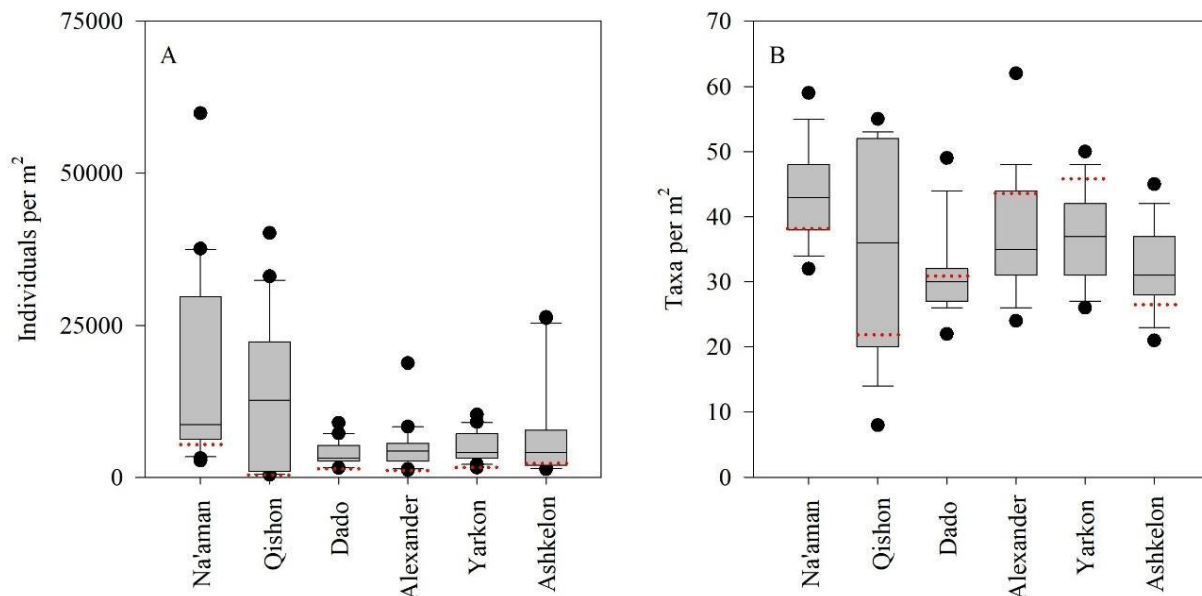 A
Individuals per m²
75000
50000
25000
0
Na'aman
Qishon
Dado
Alexander
Yarkon
Ashkelon
B
Taxa per m²
70
60
50
40
30
20
10
0
Na'aman
Qishon
Dado
Alexander
Yarkon
Ashkelon